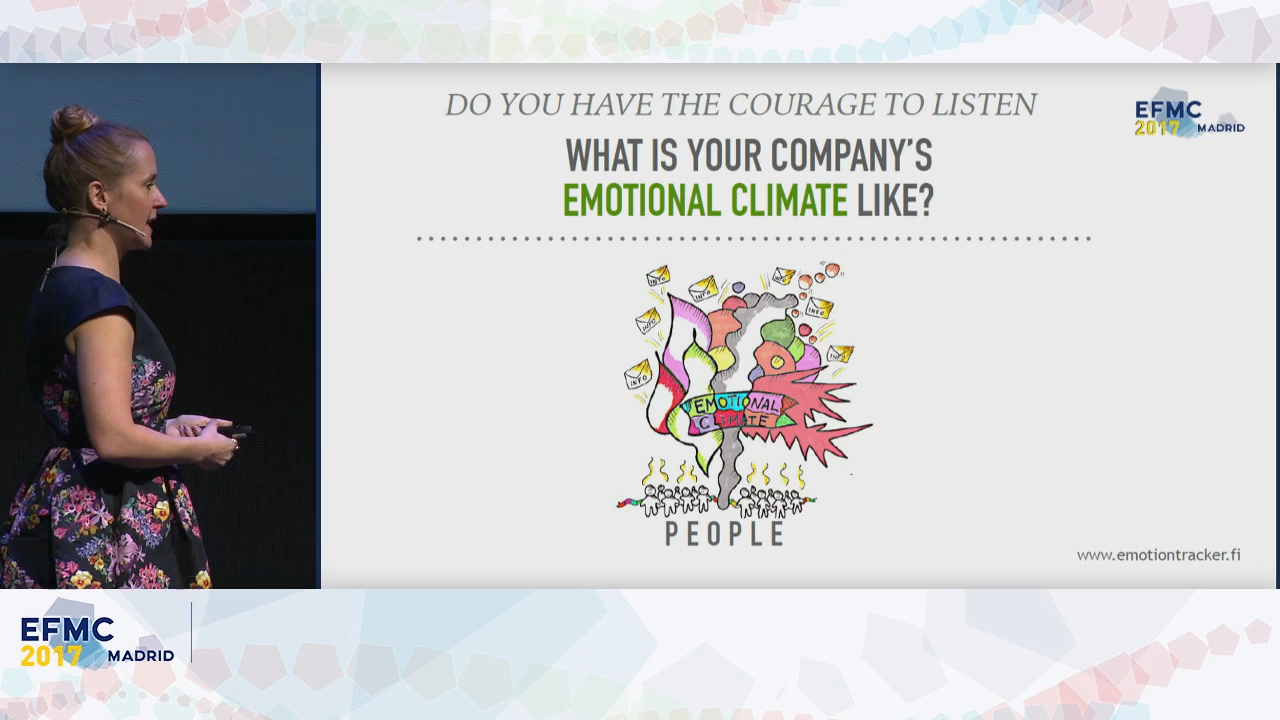 DO YOU HAVE THE COURAGE TO LISTEN
WHAT IS YOUR COMPANY'S
EMOTIONAL CLIMATE LIKE?
EFMC
2017 MADRID
INFO
INFO
INFO
INFO
INFO
INFO
INFO
EMOTIONAL
CLIMATE
PEOPLE
www.emotiontracker.fi
EFMC
2017 MADRID